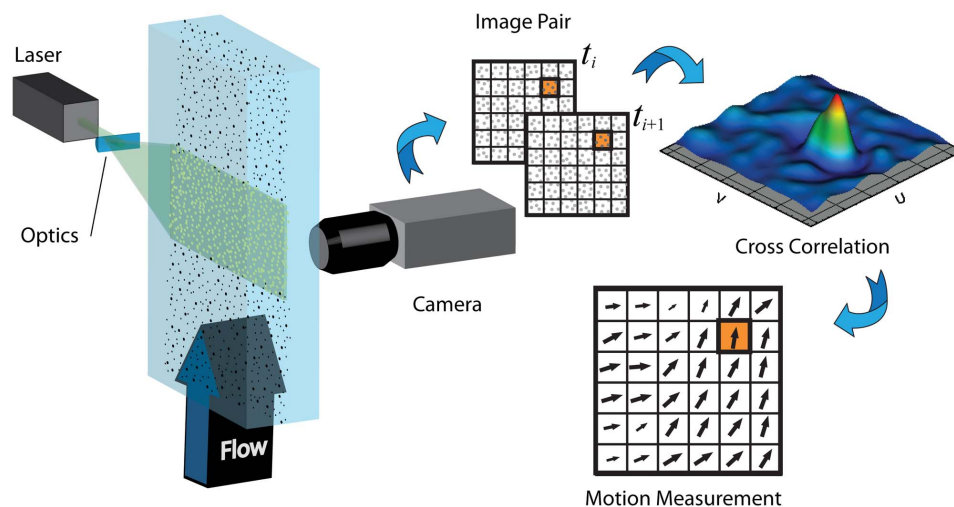 Image Pair
Laser
t_i
t_{i+1}
Optics
V
U
Cross Correlation
Camera
Flow
Motion Measurement